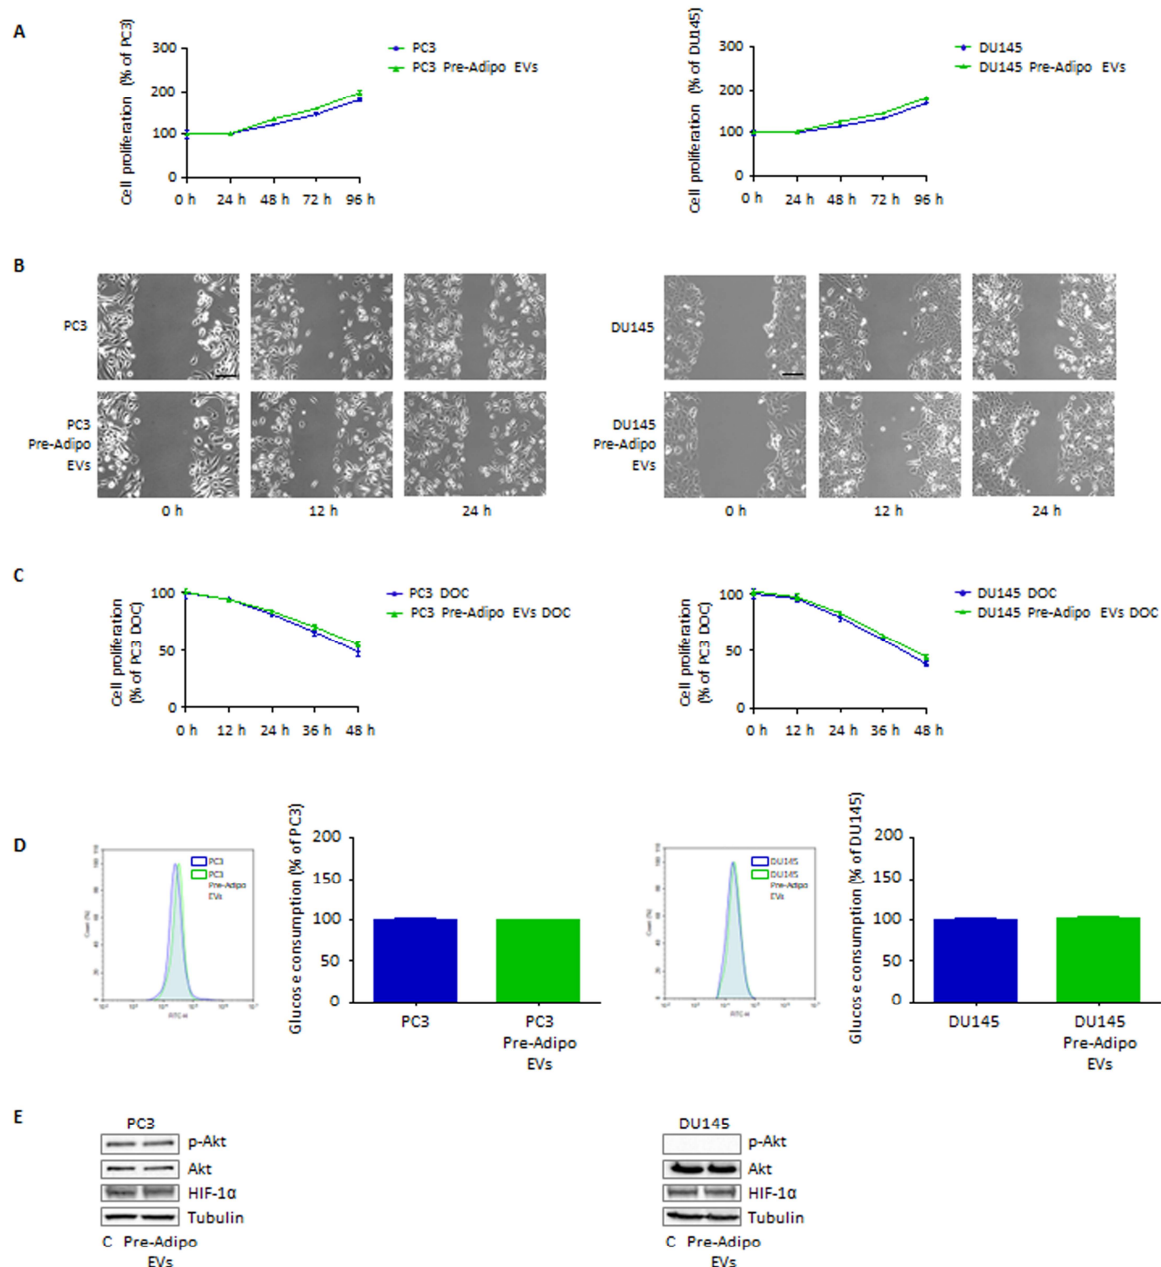 A
Cell proliferation (% of PC3)
300
200
100
0
0 h 24 h 48 h 72 h 96 h
PC3
PC3 Pre-Adipo EVs
Cell proliferation (% of DU145)
300
200
100
0
0 h 24 h 48 h 72 h 96 h
DU145
DU145 Pre-Adipo EVs
B
PC3
PC3
Pre-Adipo
EVs
0 h 12 h 24 h
DU145
DU145
Pre-Adipo
EVs
0 h 12 h 24 h
C
Cell proliferation
(% of PC3 DOC)
100
50
0
0 h 12 h 24 h 36 h 48 h
PC3 DOC
PC3 Pre-Adipo EVs DOC
Cell proliferation
(% of PC3 DOC)
100
50
0
0 h 12 h 24 h 36 h 48 h
DU145 DOC
DU145 Pre-Adipo EVs DOC
D
PC3
PC3
Pre-Adipo
EVs
Glucos e consumption (% of PC3)
200
150
100
50
0
PC3
PC3
Pre-Adipo
EVs
DU145
DU145
Pre-Adipo
EVs
Glucos e consumption (% of DU145)
200
150
100
50
0
DU145
DU145
Pre-Adipo
EVs
E
PC3
p-Akt
Akt
HIF-1α
Tubulin
C Pre-Adipo
EVs
DU145
p-Akt
Akt
HIF-1α
Tubulin
C Pre-Adipo
EVs